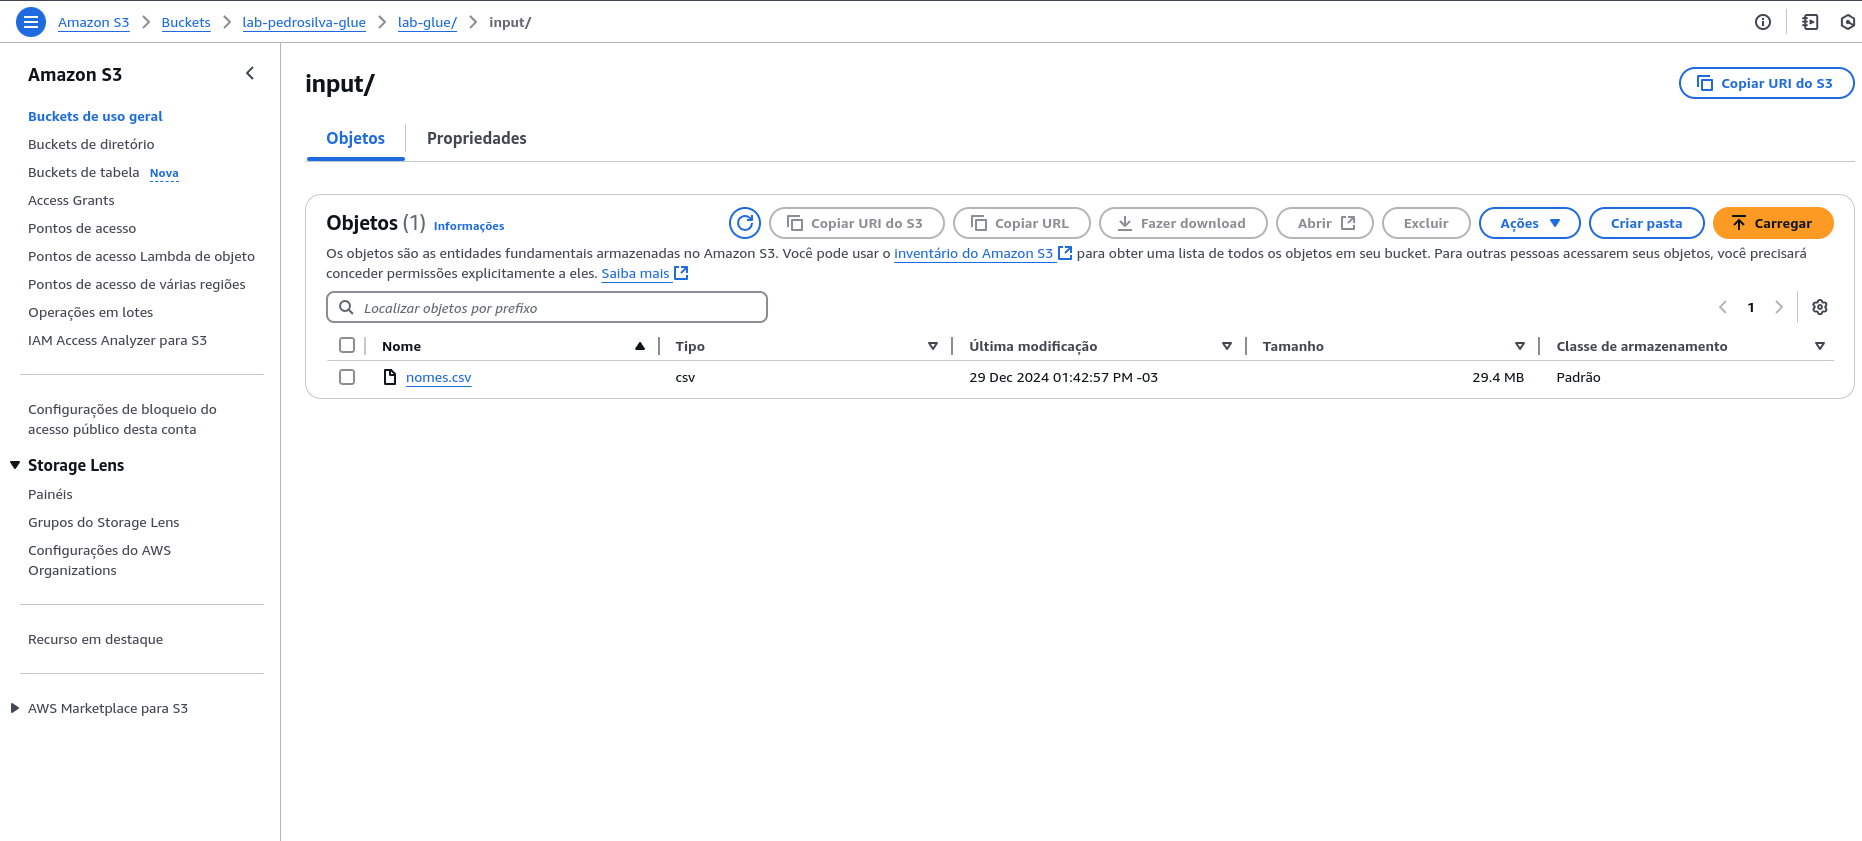 Amazon S3 > Buckets > lab-pedrosilva-glue > lab-glue/ > input/
Amazon S3
Buckets de uso geral
Buckets de diretório
Buckets de tabela Nova
Access Grants
Pontos de acesso
Pontos de acesso Lambda de objeto
Pontos de acesso de várias regiões
Operações em lotes
IAM Access Analyzer para S3
Configurações de bloqueio do
acesso público desta conta
Storage Lens
Painéis
Grupos do Storage Lens
Configurações do AWS
Organizations
Recurso em destaque
AWS Marketplace para S3
input/
Copiar URI do S3
Objetos Propriedades
Objetos (1) Informações
Copiar URI do S3 Copiar URL Fazer download Abrir Excluir Ações Criar pasta Carregar
Os objetos são as entidades fundamentais armazenadas no Amazon S3. Você pode usar o inventário do Amazon S3 para obter uma lista de todos os objetos em seu bucket. Para outras pessoas acessarem seus objetos, você precisará
conceder permissões explicitamente a eles. Saiba mais
Localizar objetos por prefixo
1
Nome Tipo Última modificação Tamanho Classe de armazenamento
nomes.csv csv 29 Dec 2024 01:42:57 PM -03 29.4 MB Padrão